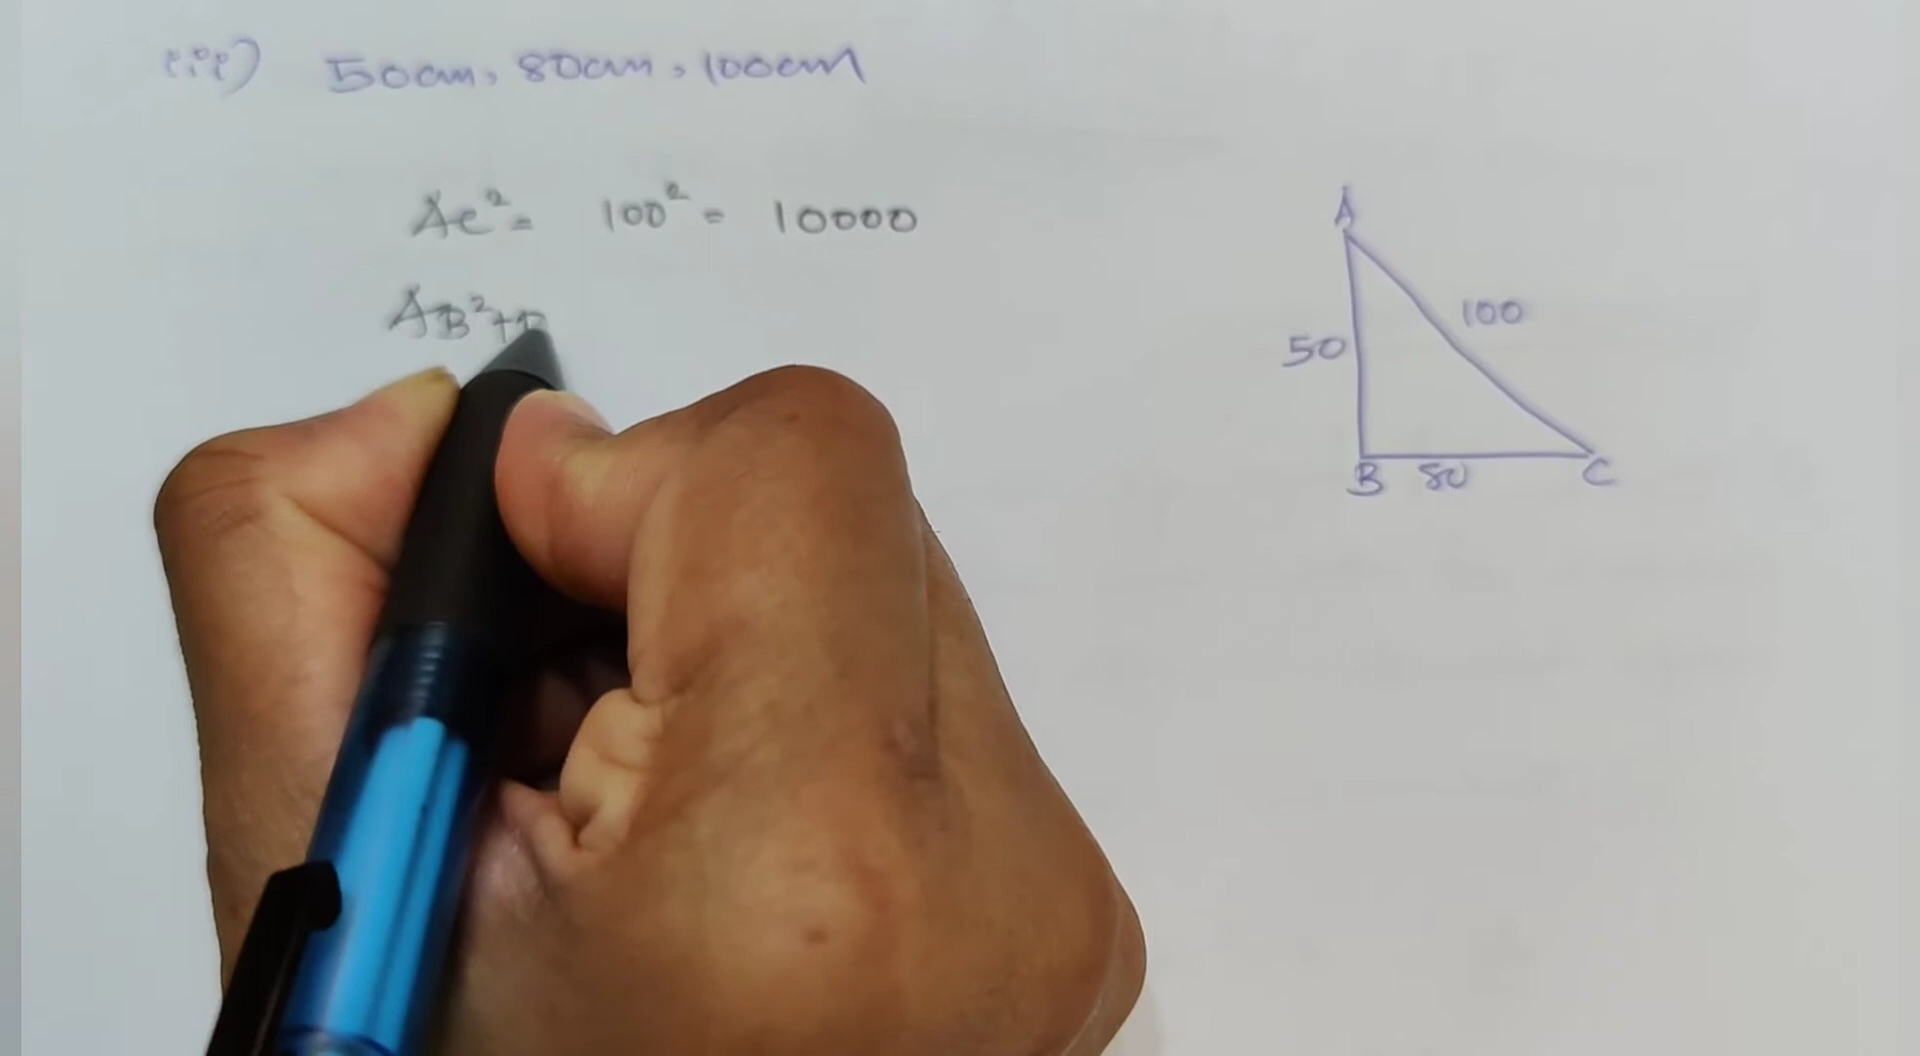 iii) 50cm, 80cm, 100cm
AC² = 100² = 10000
AB²+B
A
100
50
B 80 C